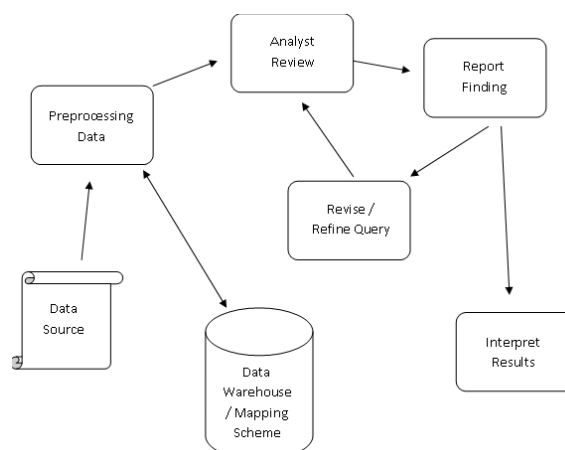 Analyst
Review
Report
Finding
Preprocessing
Data
Revise /
Refine Query
Data
Source
Data
Warehouse
/ Mapping
Scheme
Interpret
Results